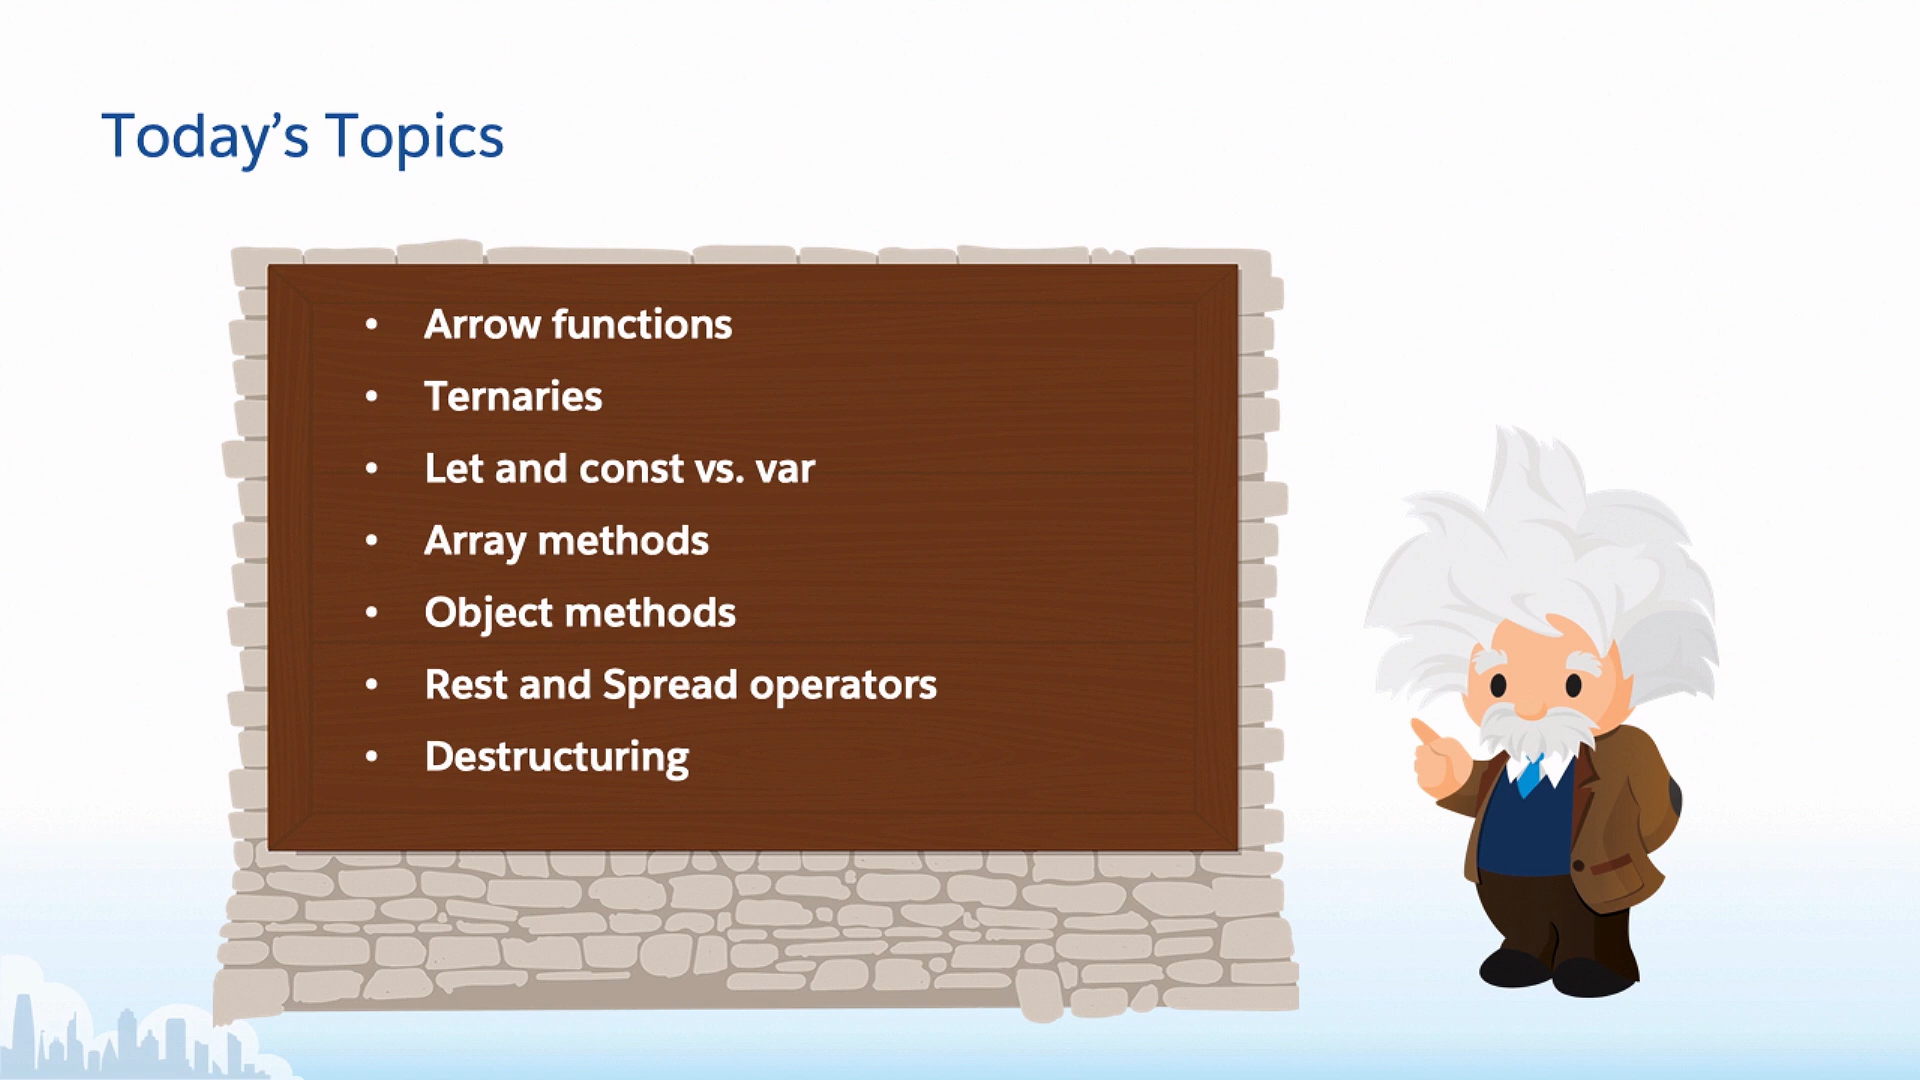 Today’s Topics
• Arrow functions
• Ternaries
• Let and const vs. var
• Array methods
• Object methods
• Rest and Spread operators
• Destructuring